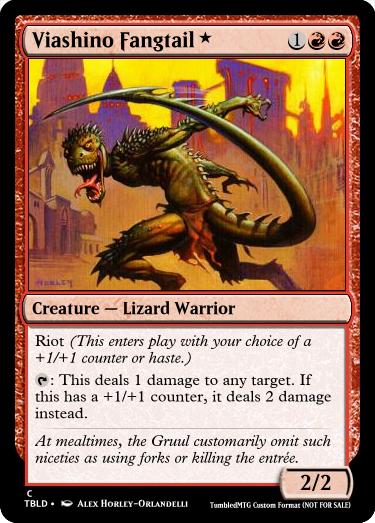 Viashino Fangtail ★ 1
HORLEY
Creature — Lizard Warrior
Riot (This enters play with your choice of a
+1/+1 counter or haste.)
: This deals 1 damage to any target. If
this has a +1/+1 counter, it deals 2 damage
instead.
At mealtimes, the Gruul customarily omit such
niceties as using forks or killing the entrée.
2/2
C
TBLD • Alex Horley-Orlandelli
TumbledMTG Custom Format (NOT FOR SALE)